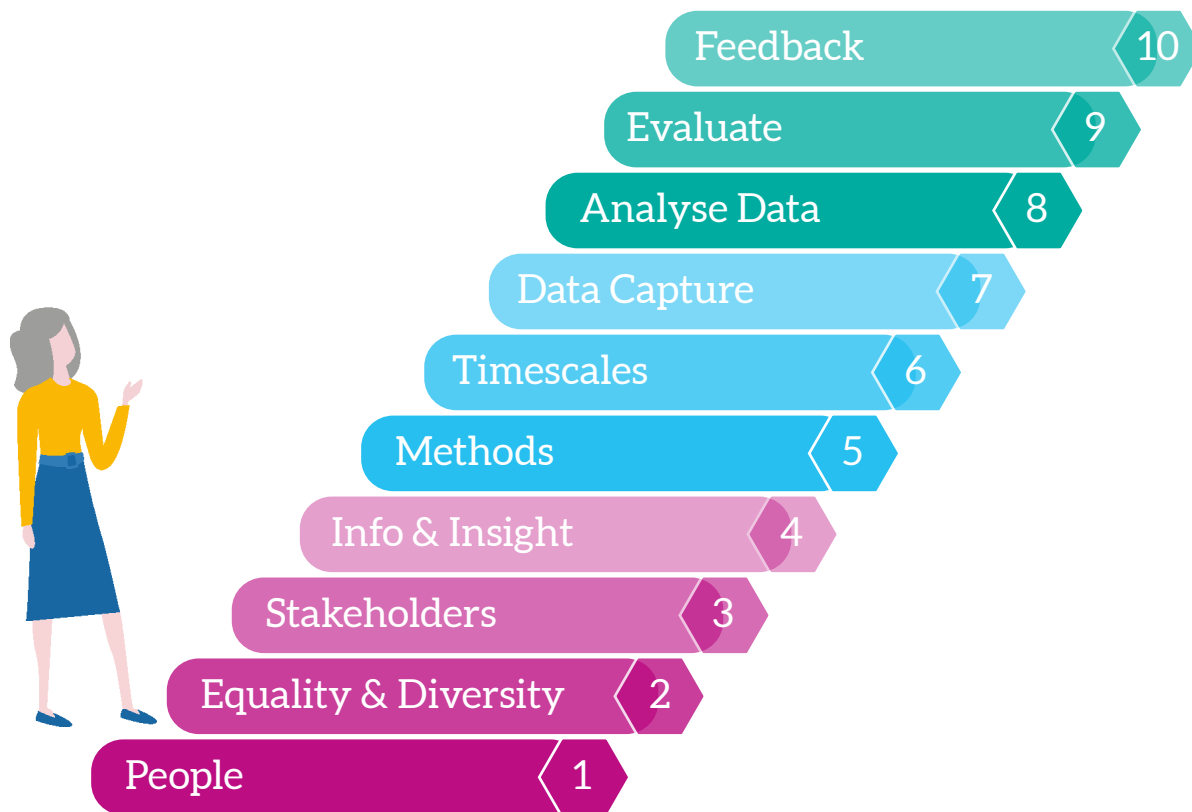 Feedback 10
Evaluate 9
Analyse Data 8
Data Capture 7
Timescales 6
Methods 5
Info & Insight 4
Stakeholders 3
Equality & Diversity 2
People 1